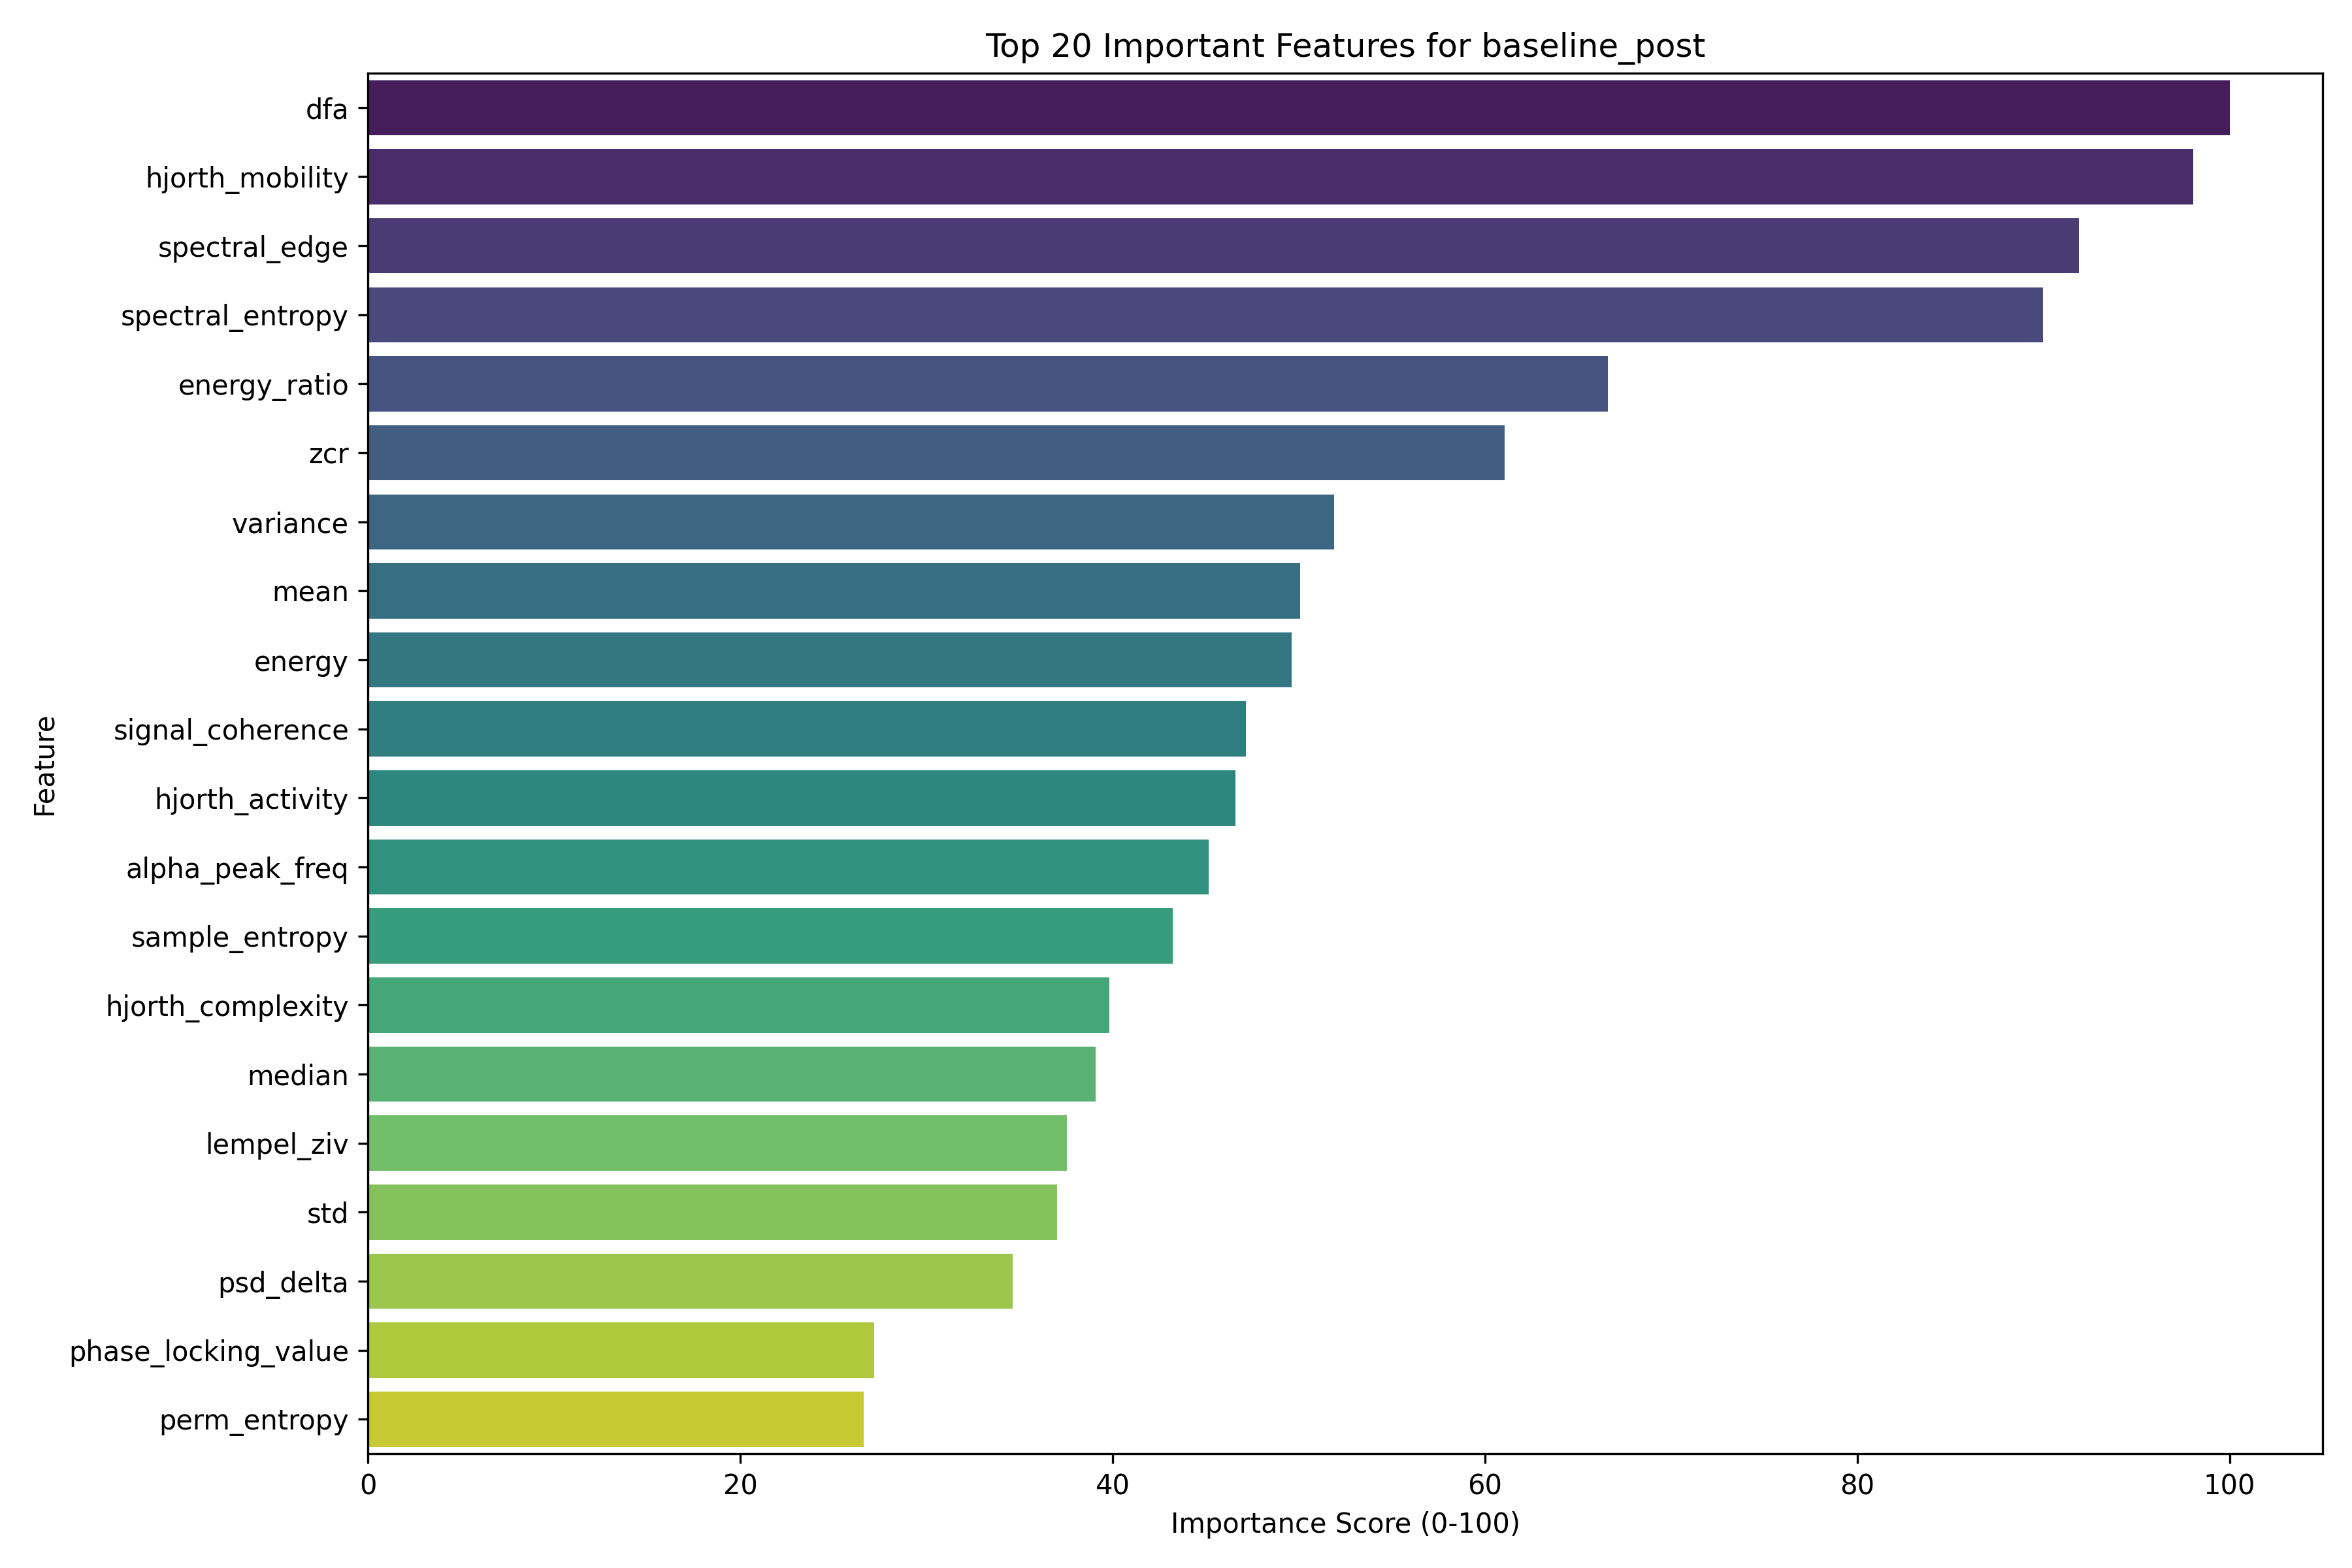 Top 20 Important Features for baseline_post
dfa
hjorth_mobility
spectral_edge
spectral_entropy
energy_ratio
zcr
variance
mean
energy
signal_coherence
hjorth_activity
alpha_peak_freq
sample_entropy
hjorth_complexity
median
lempel_ziv
std
psd_delta
phase_locking_value
perm_entropy
Feature
0 20 40 60 80 100
Importance Score (0-100)